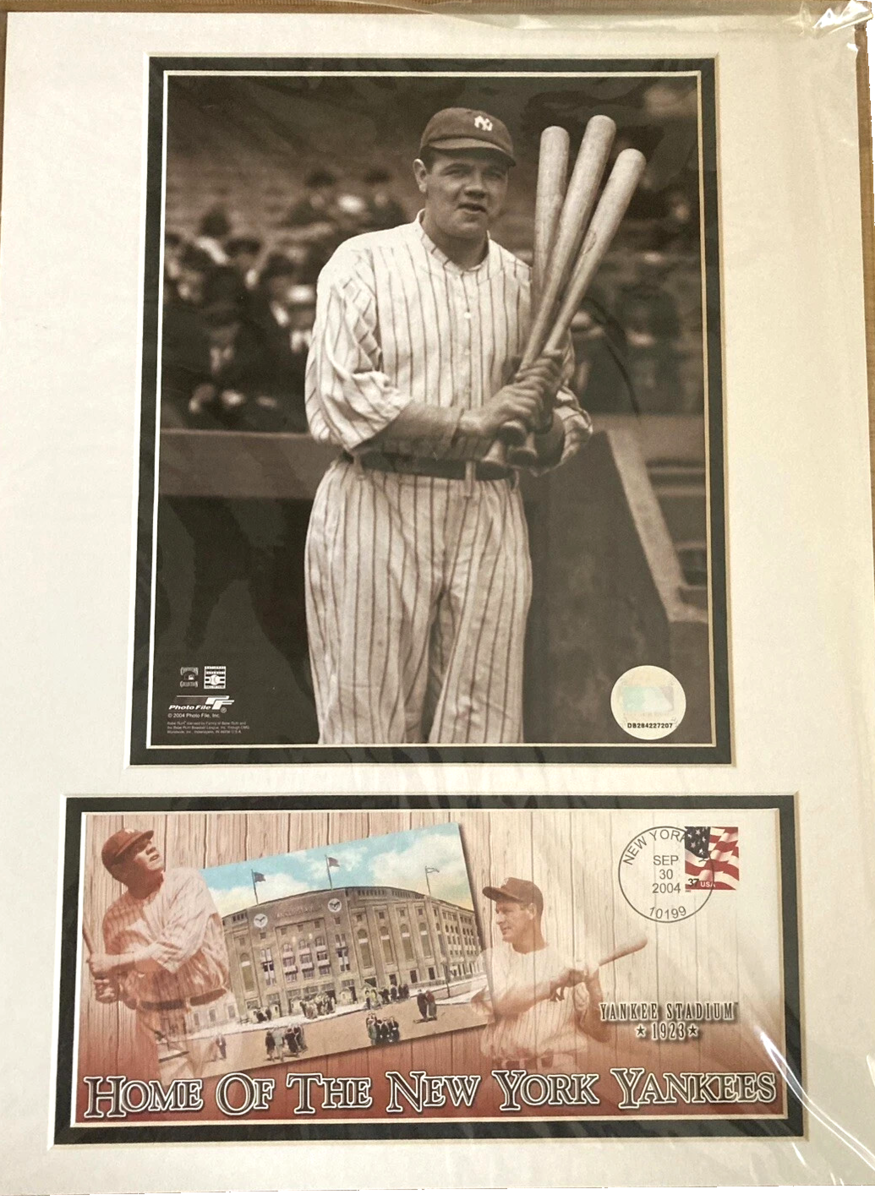 NY
Photo File
© 2004 Photo File, Inc.
DB284227207
NEW YORK
SEP
30
2004
10199
37 USA
YANKEE STADIUM
★1923★
HOME OF THE NEW YORK YANKEES